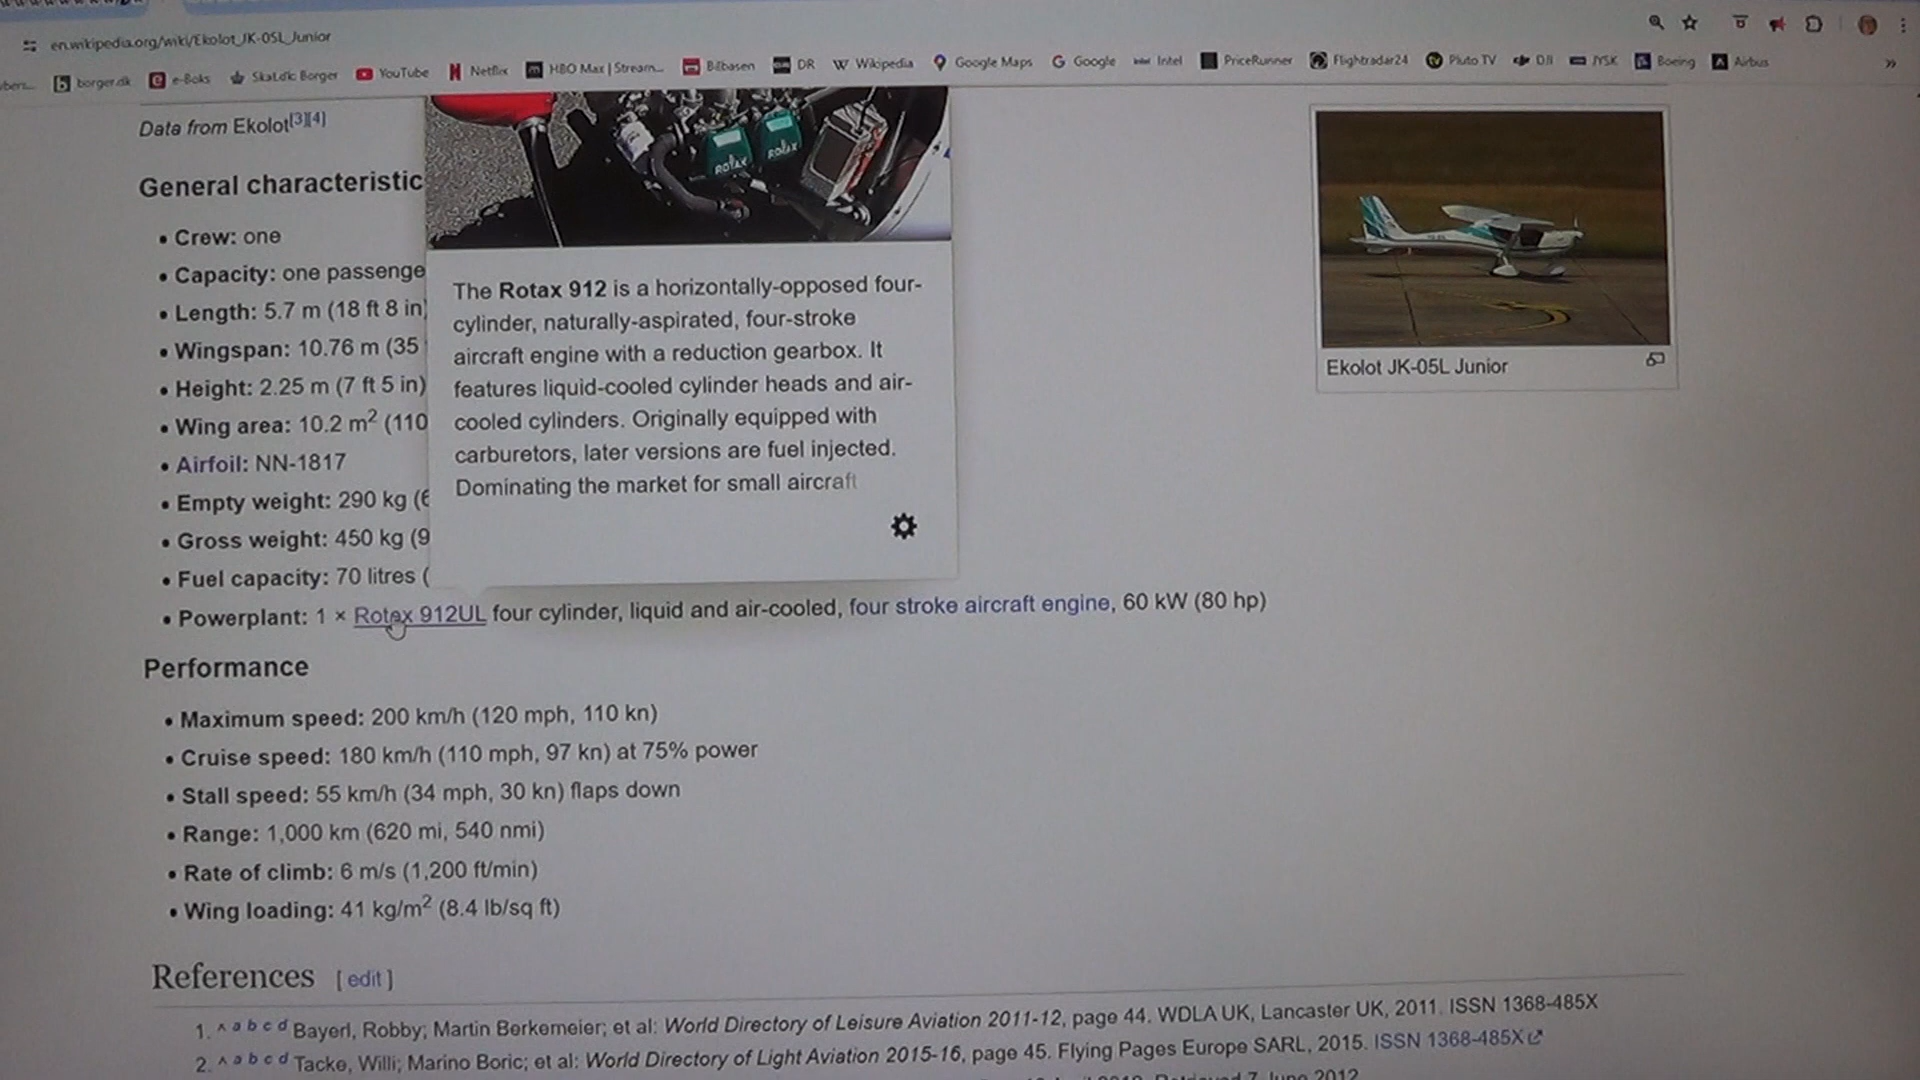 en.wikipedia.org/wiki/Ekolot_JK-05L_Junior
borger.dk e-Boks Skat.dk Borger YouTube Netflix HBO Max | Stream... Bilbasen DR Wikipedia Google Maps Google Intel PriceRunner Flightradar24 Pluto TV DJI JYSK Boeing Airbus »
Data from Ekolot[3][4]
ROTAX ROTAX
General characteristic
• Crew: one
• Capacity: one passenge
• Length: 5.7 m (18 ft 8 in)
• Wingspan: 10.76 m (35
• Height: 2.25 m (7 ft 5 in)
• Wing area: 10.2 m2 (110
• Airfoil: NN-1817
• Empty weight: 290 kg (6
• Gross weight: 450 kg (9
• Fuel capacity: 70 litres (
• Powerplant: 1 × Rotax 912UL four cylinder, liquid and air-cooled, four stroke aircraft engine, 60 kW (80 hp)
The Rotax 912 is a horizontally-opposed four-
cylinder, naturally-aspirated, four-stroke
aircraft engine with a reduction gearbox. It
features liquid-cooled cylinder heads and air-
cooled cylinders. Originally equipped with
carburetors, later versions are fuel injected.
Dominating the market for small aircraft
Ekolot JK-05L Junior
Performance
• Maximum speed: 200 km/h (120 mph, 110 kn)
• Cruise speed: 180 km/h (110 mph, 97 kn) at 75% power
• Stall speed: 55 km/h (34 mph, 30 kn) flaps down
• Range: 1,000 km (620 mi, 540 nmi)
• Rate of climb: 6 m/s (1,200 ft/min)
• Wing loading: 41 kg/m2 (8.4 lb/sq ft)
References [ edit ]
1. ^ a b c d Bayerl, Robby; Martin Berkemeier; et al: World Directory of Leisure Aviation 2011-12, page 44. WDLA UK, Lancaster UK, 2011. ISSN 1368-485X
2. ^ a b c d Tacke, Willi; Marino Boric; et al: World Directory of Light Aviation 2015-16, page 45. Flying Pages Europe SARL, 2015. ISSN 1368-485X
Retrieved 7 June 2012